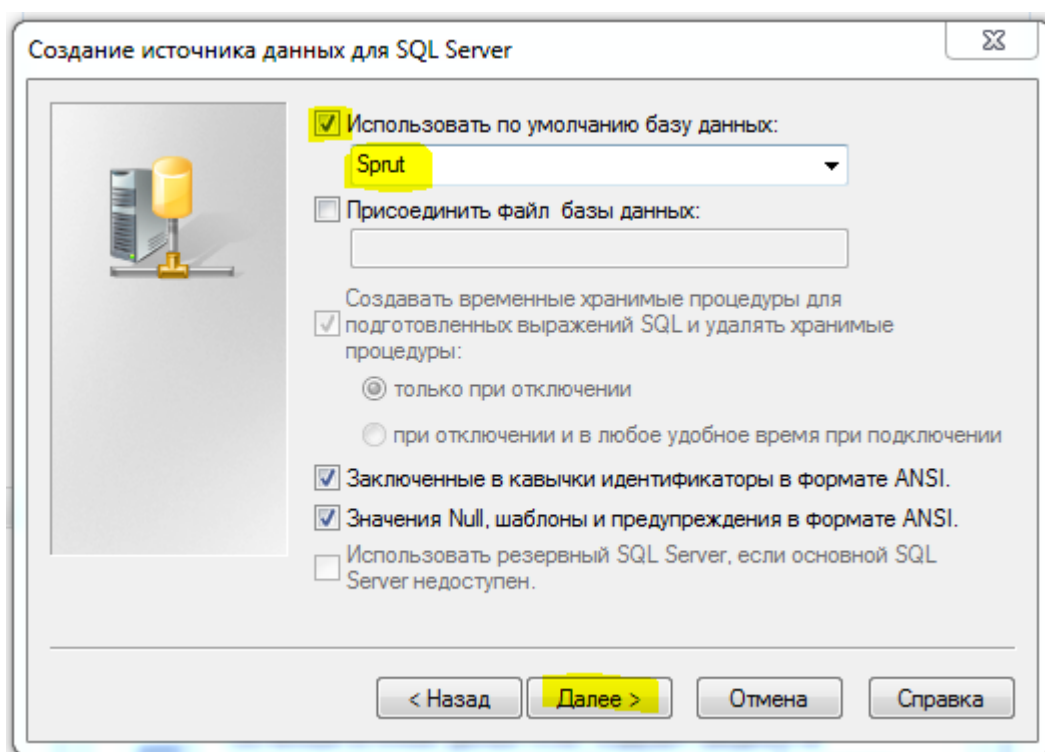 Создание источника данных для SQL Server
Использовать по умолчанию базу данных:
Sprut
Присоединить файл базы данных:
Создавать временные хранимые процедуры для
подготовленных выражений SQL и удалять хранимые
процедуры:
только при отключении
при отключении и в любое удобное время при подключении
Заключенные в кавычки идентификаторы в формате ANSI.
Значения Null, шаблоны и предупреждения в формате ANSI.
Использовать резервный SQL Server, если основной SQL
Server недоступен.
< Назад
Далее >
Отмена
Справка